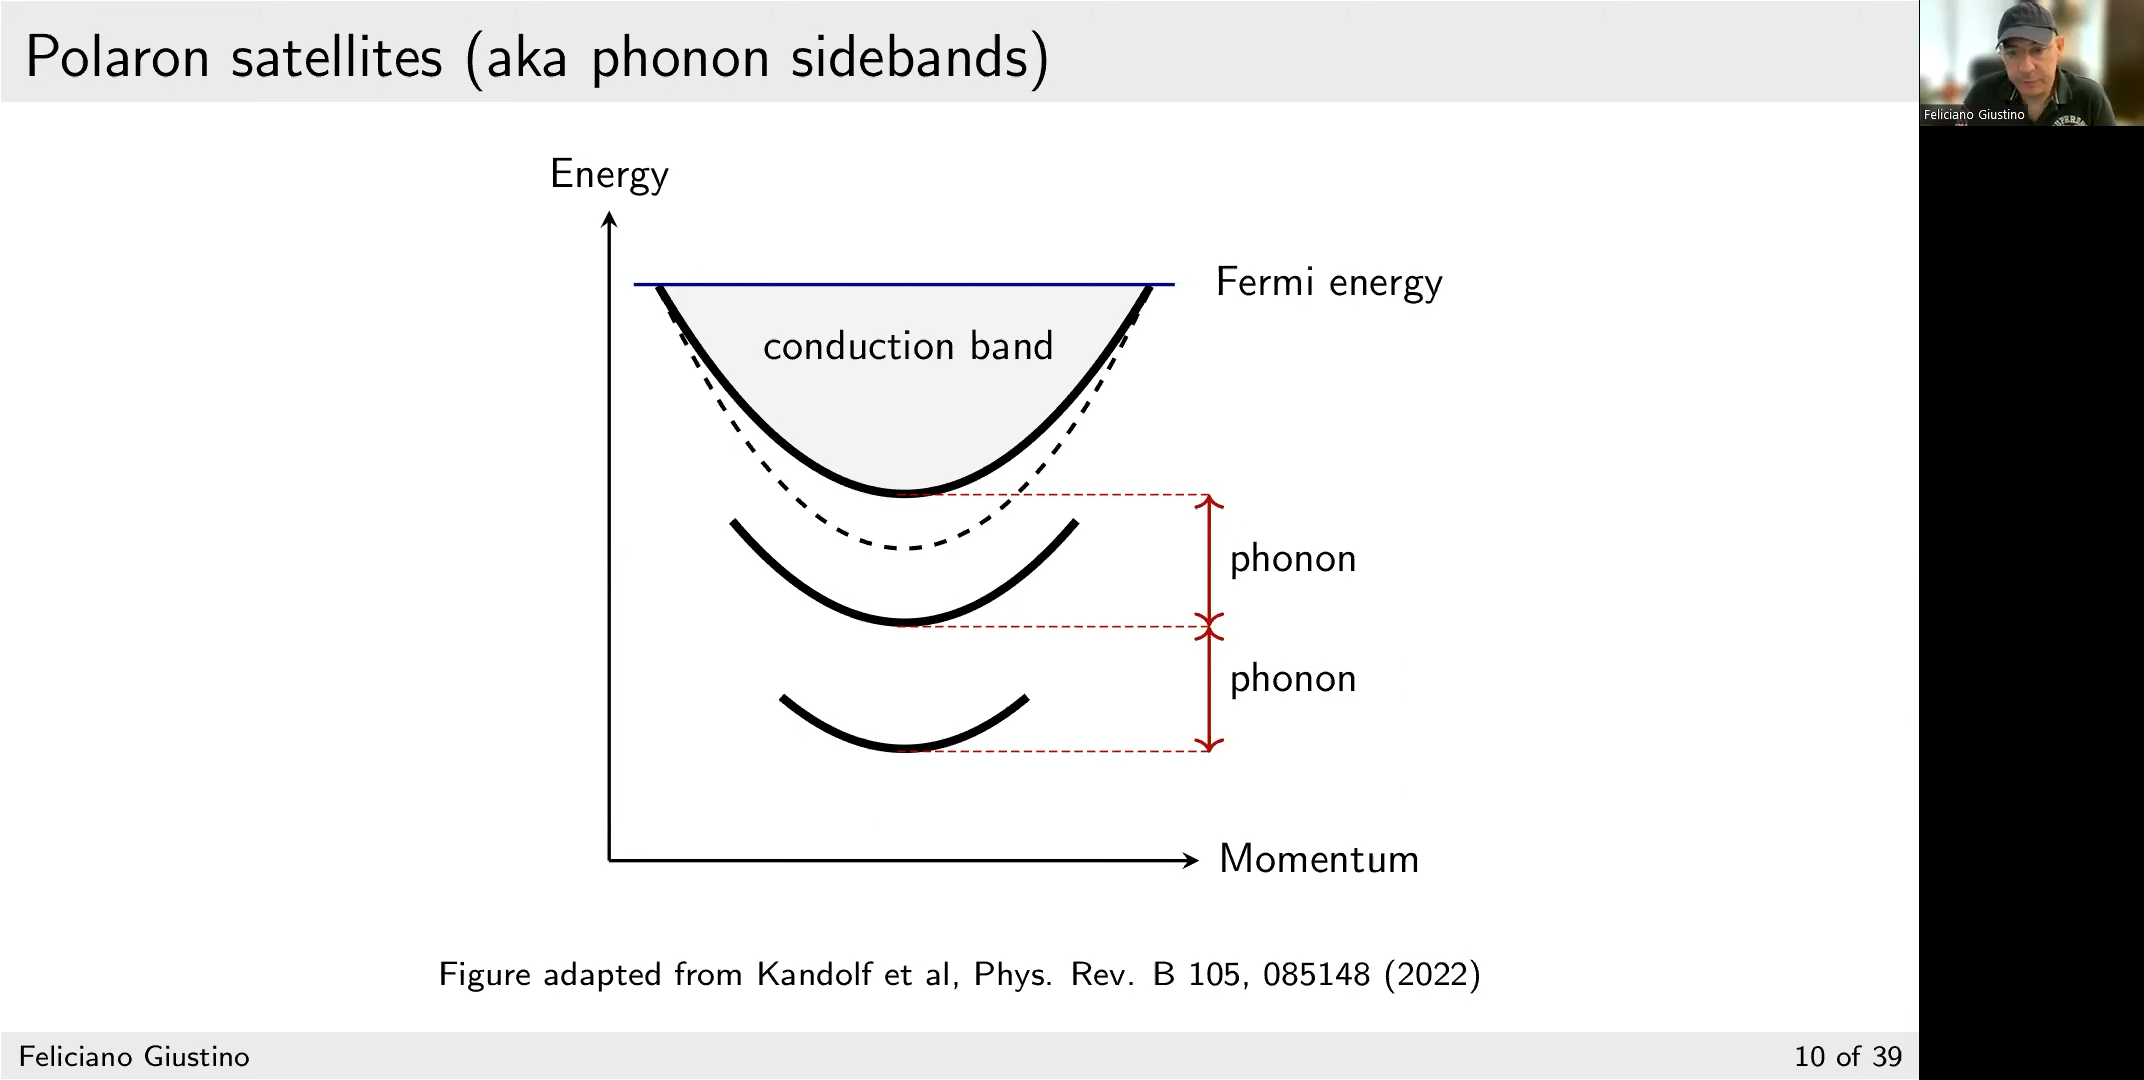 Polaron satellites (aka phonon sidebands)
Feliciano Giustino
Energy
Fermi energy
conduction band
phonon
phonon
Momentum
Figure adapted from Kandolf et al, Phys. Rev. B 105, 085148 (2022)
Feliciano Giustino
10 of 39